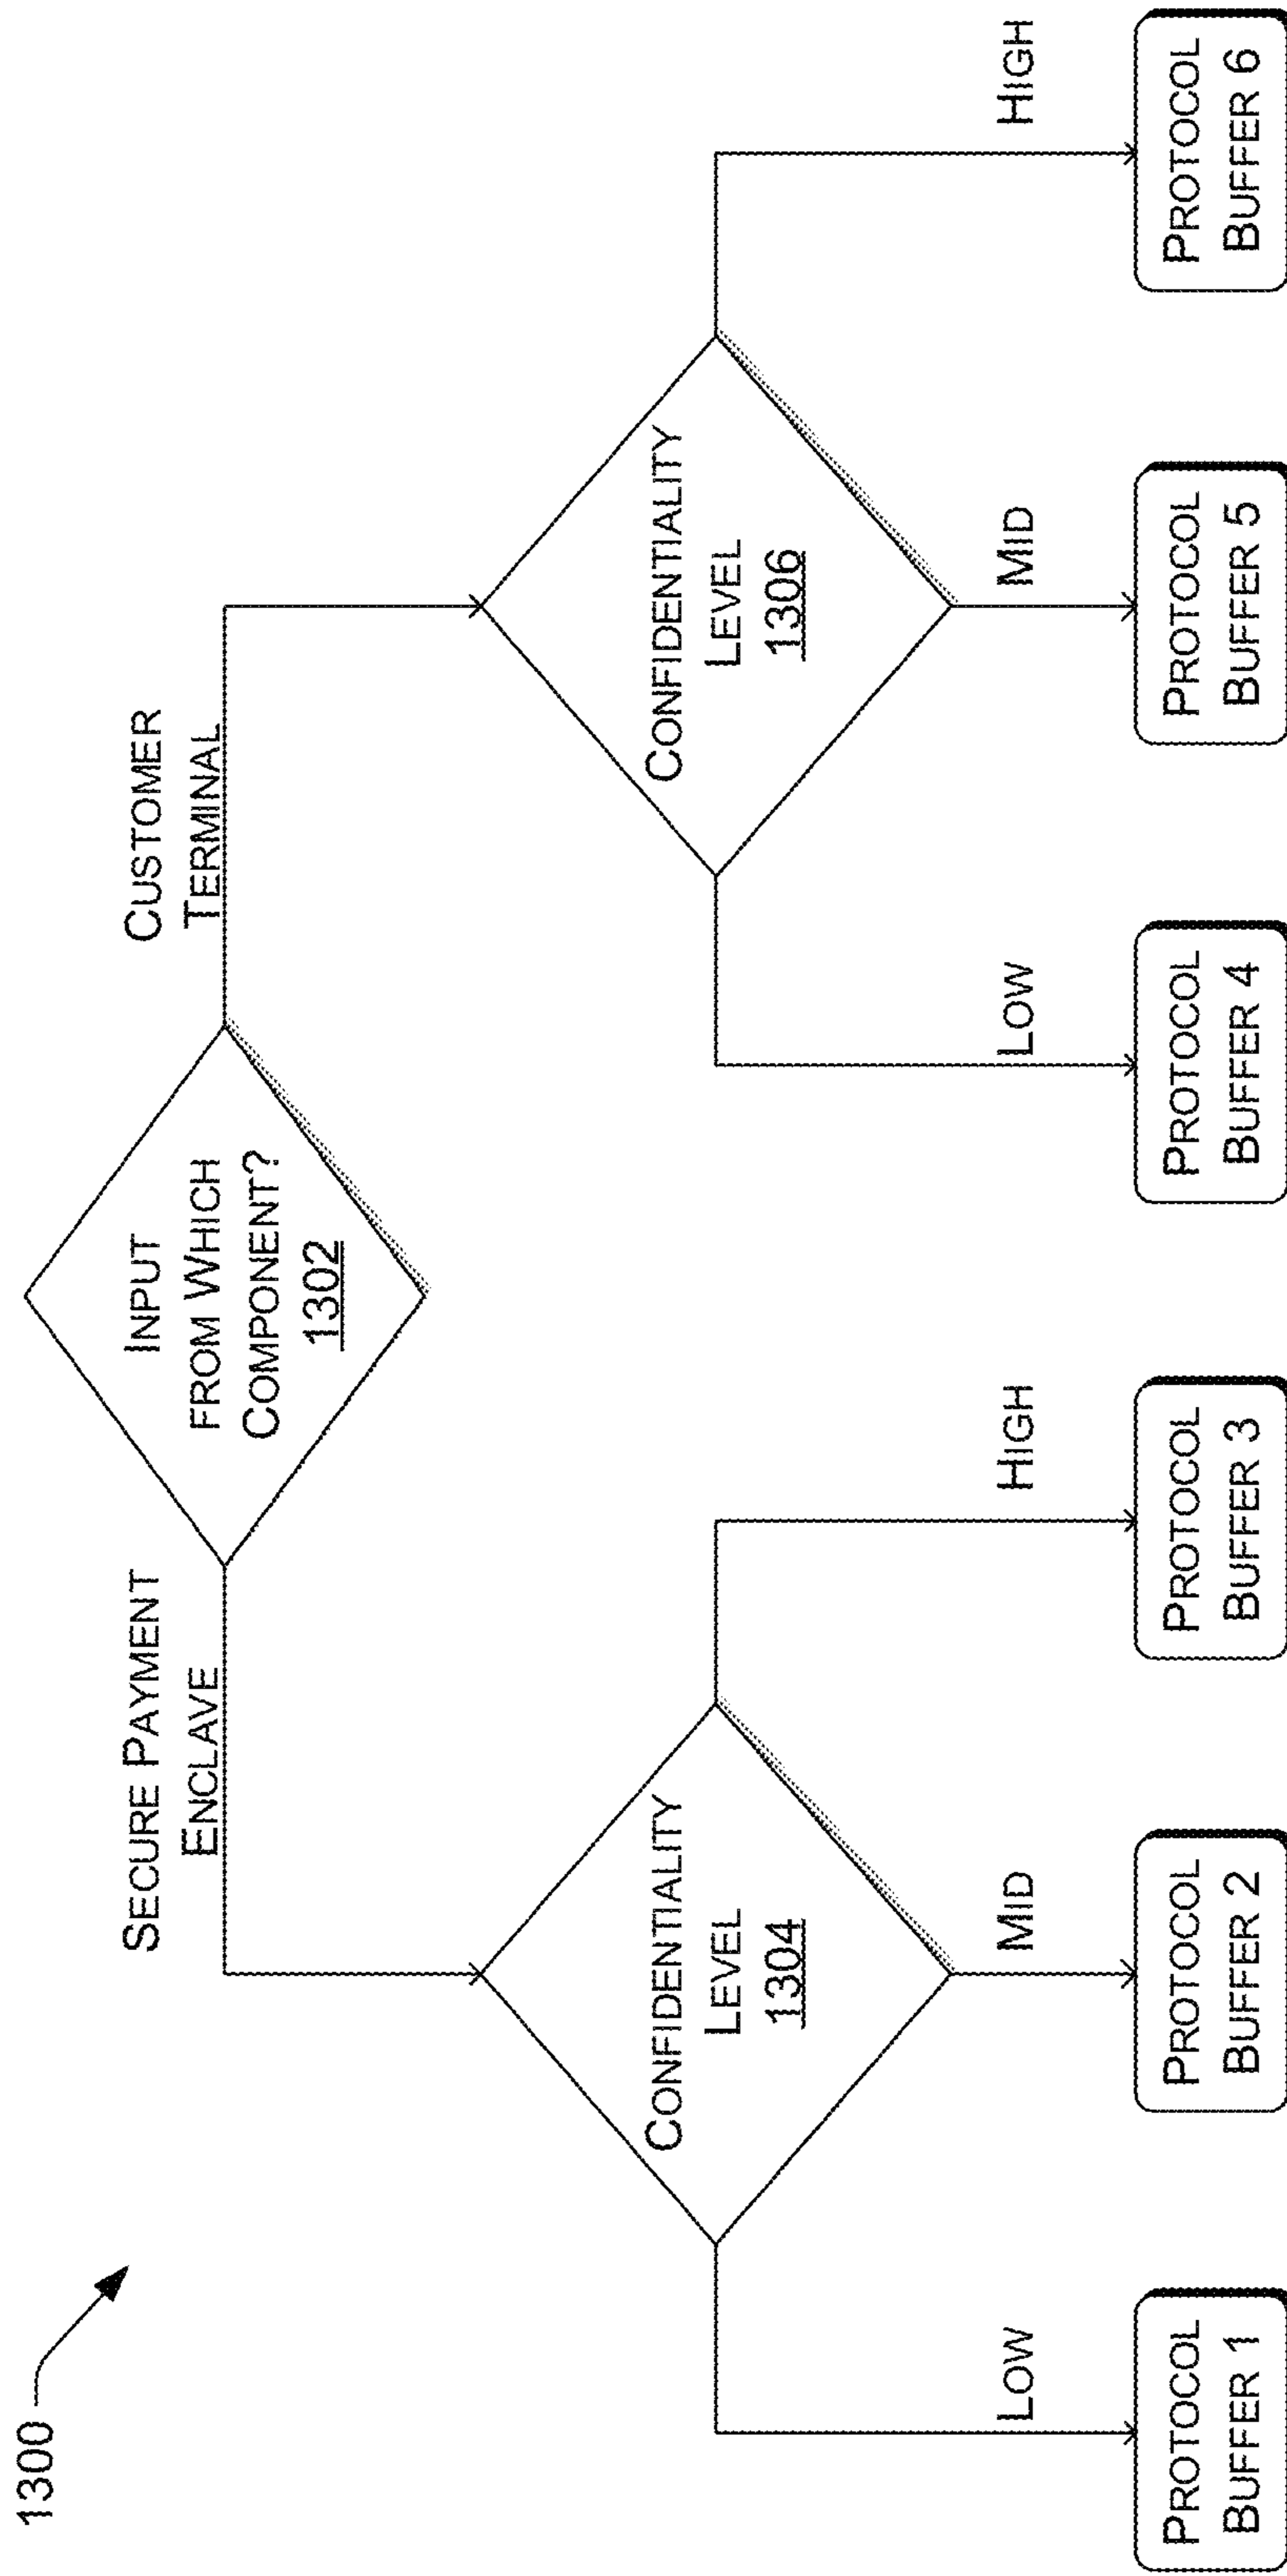 1300
INPUT
FROM WHICH
COMPONENT?
1302
SECURE PAYMENT
ENCLAVE
CUSTOMER
TERMINAL
CONFIDENTIALITY
LEVEL
1304
CONFIDENTIALITY
LEVEL
1306
LOW
MID
HIGH
LOW
MID
HIGH
PROTOCOL
BUFFER 1
PROTOCOL
BUFFER 2
PROTOCOL
BUFFER 3
PROTOCOL
BUFFER 4
PROTOCOL
BUFFER 5
PROTOCOL
BUFFER 6